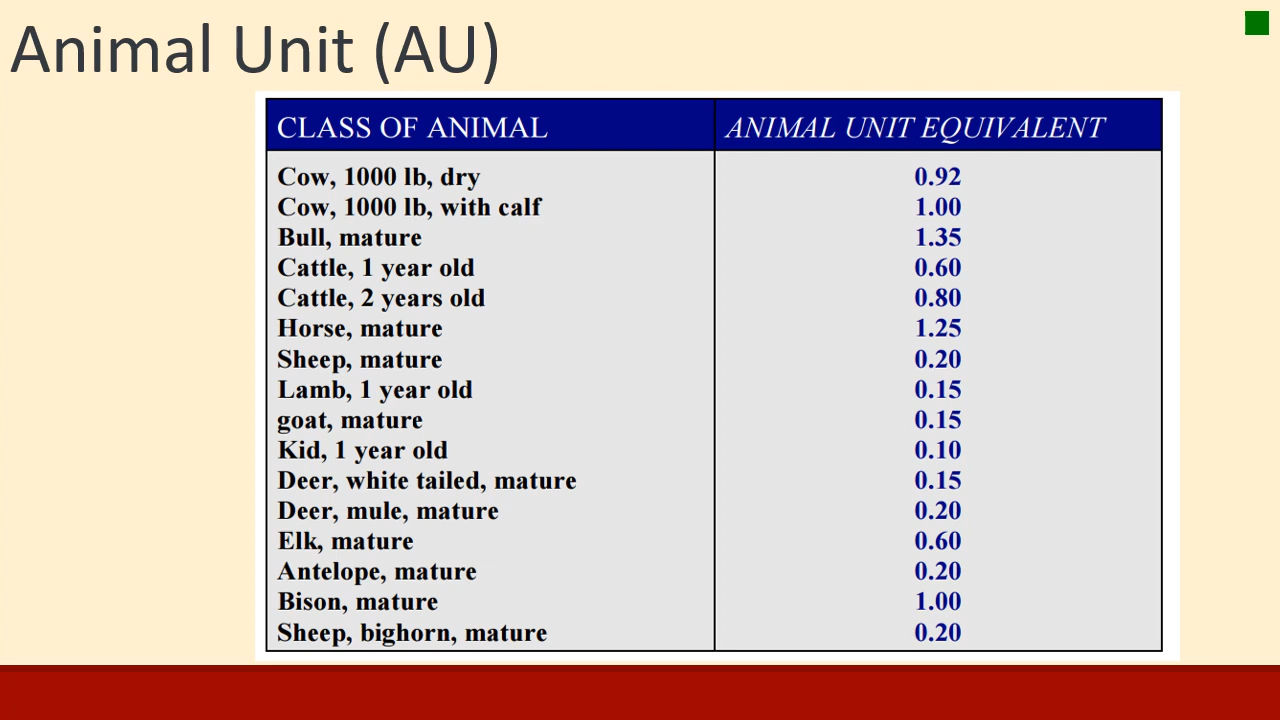 Animal Unit (AU)
CLASS OF ANIMAL ANIMAL UNIT EQUIVALENT
Cow, 1000 lb, dry 0.92
Cow, 1000 lb, with calf 1.00
Bull, mature 1.35
Cattle, 1 year old 0.60
Cattle, 2 years old 0.80
Horse, mature 1.25
Sheep, mature 0.20
Lamb, 1 year old 0.15
goat, mature 0.15
Kid, 1 year old 0.10
Deer, white tailed, mature 0.15
Deer, mule, mature 0.20
Elk, mature 0.60
Antelope, mature 0.20
Bison, mature 1.00
Sheep, bighorn, mature 0.20